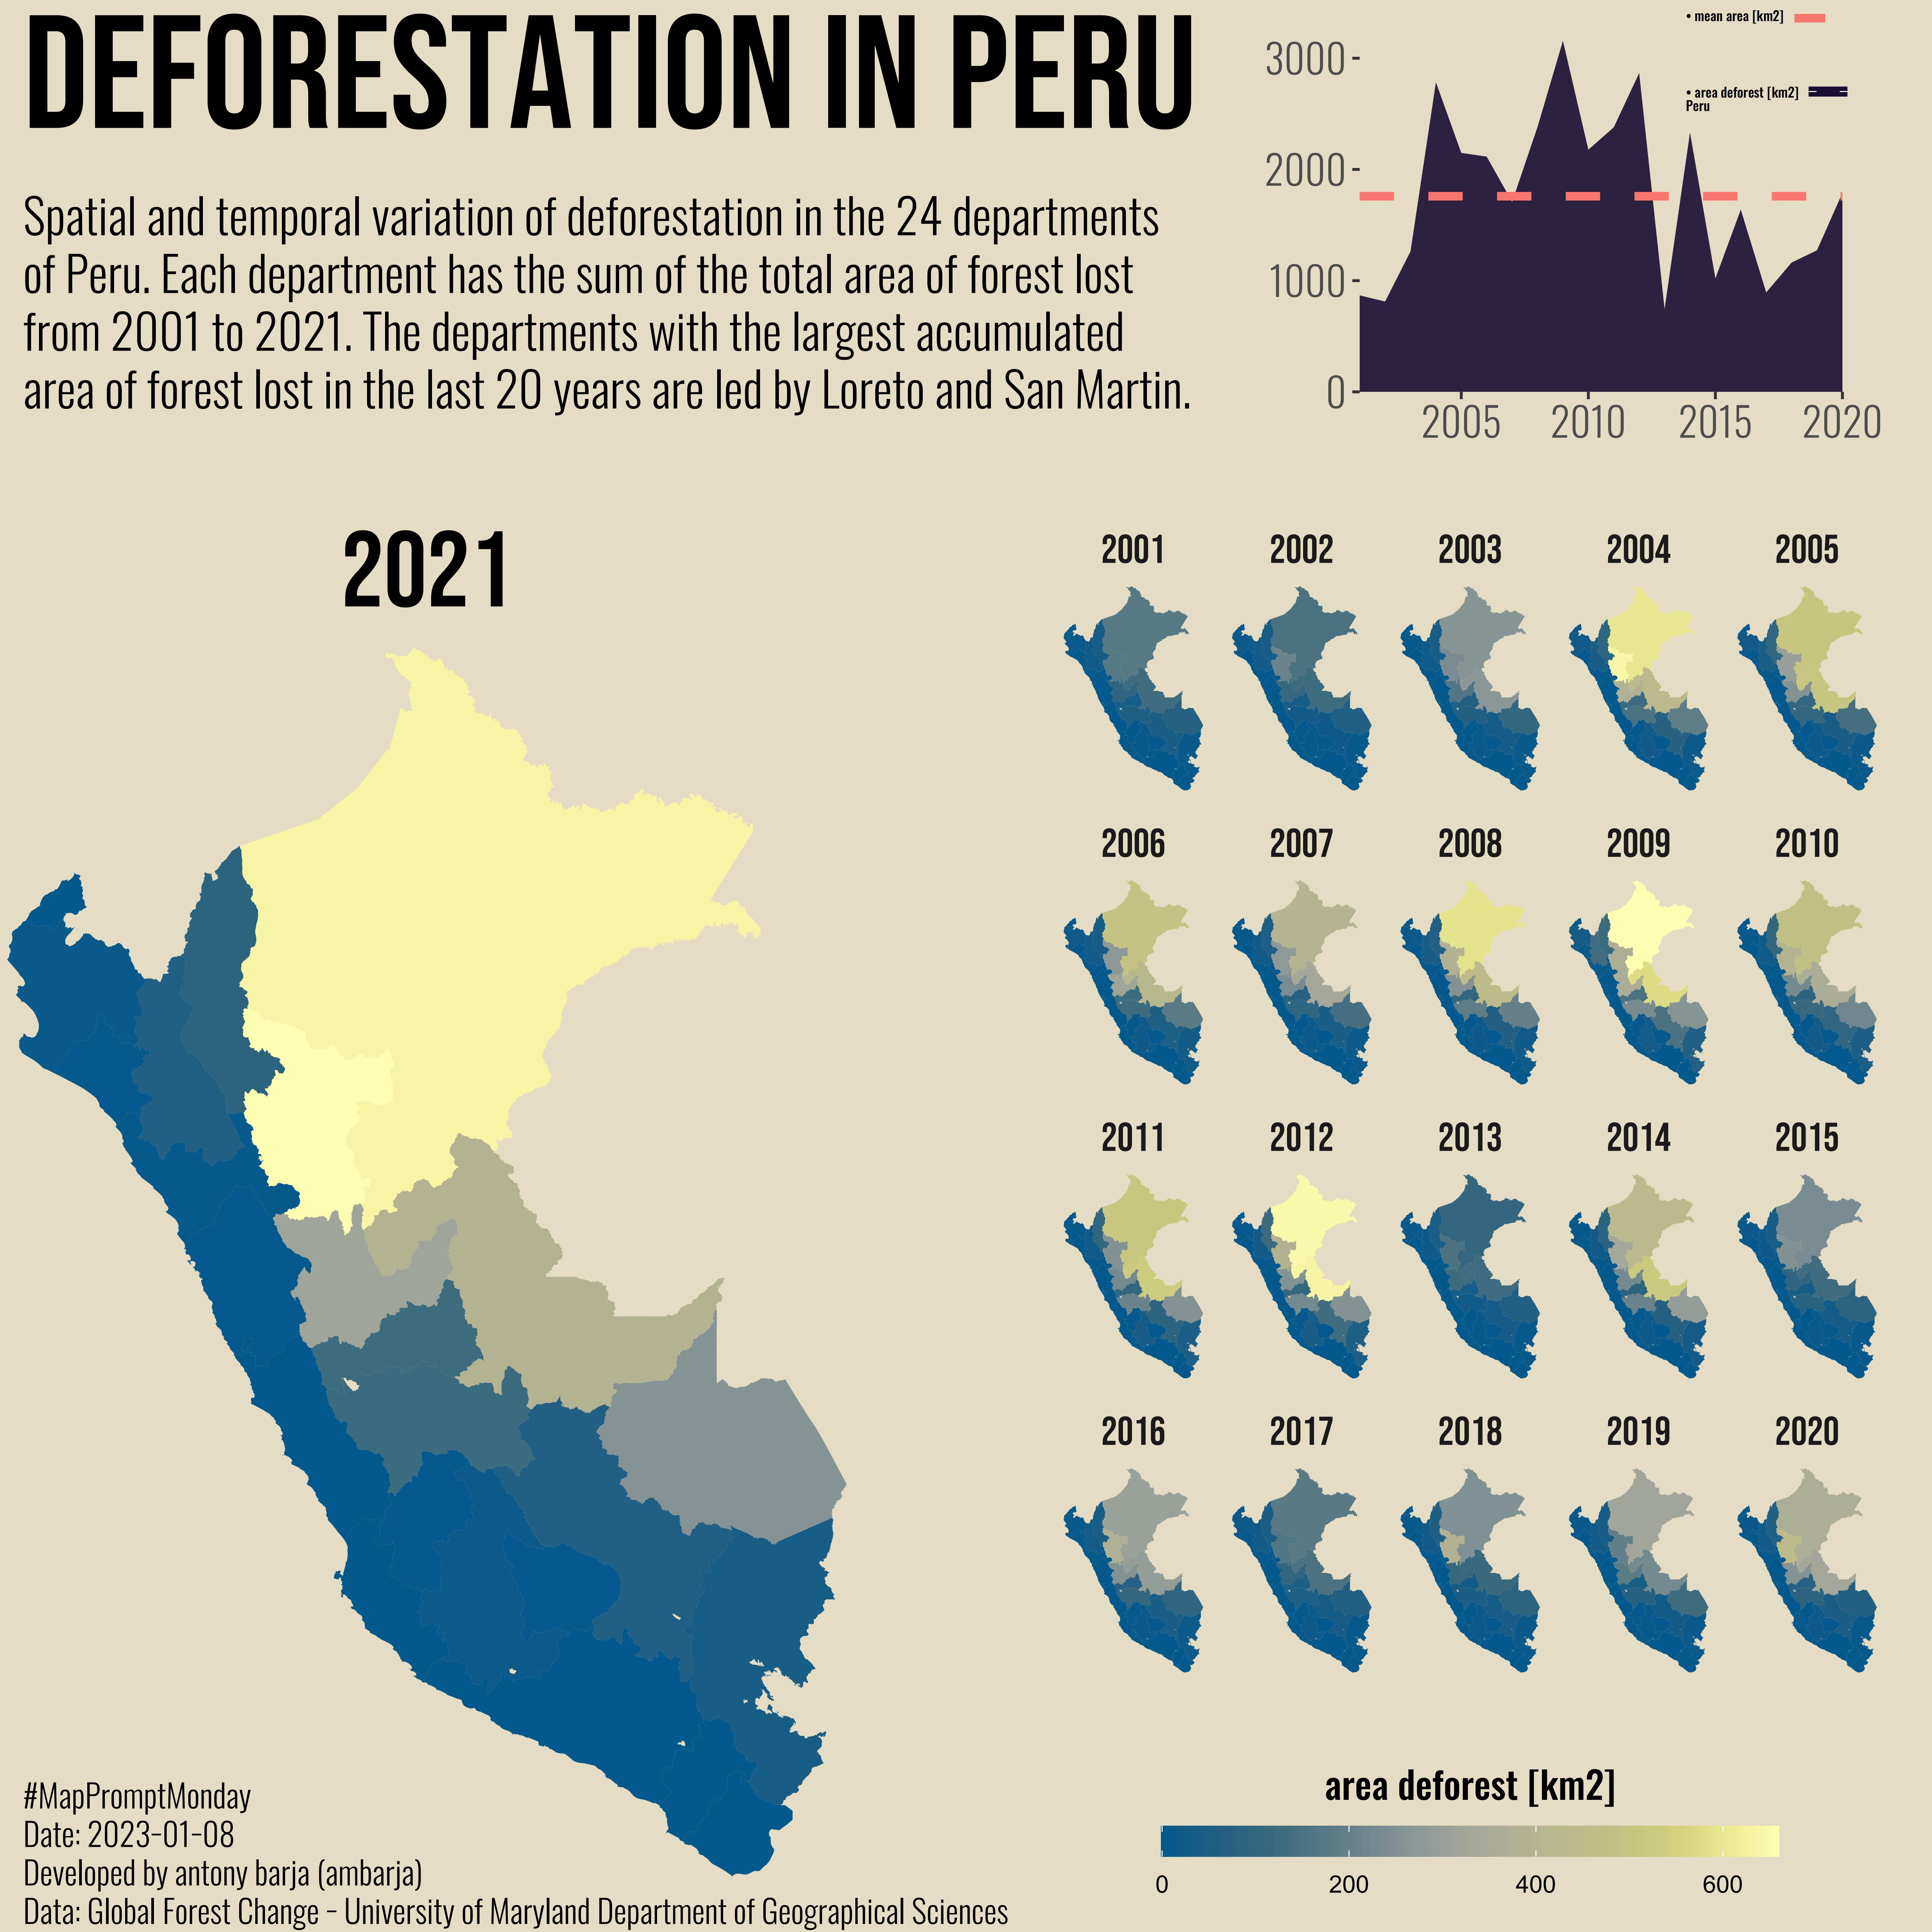 DEFORESTATION IN PERU
Spatial and temporal variation of deforestation in the 24 departments
of Peru. Each department has the sum of the total area of forest lost
from 2001 to 2021. The departments with the largest accumulated
area of forest lost in the last 20 years are led by Loreto and San Martin.
• mean area [km2]
• area deforest [km2]
Peru
3000
2000
1000
0
2005 2010 2015 2020
2021
2001 2002 2003 2004 2005
2006 2007 2008 2009 2010
2011 2012 2013 2014 2015
2016 2017 2018 2019 2020
area deforest [km2]
0 200 400 600
#MapPromptMonday
Date: 2023-01-08
Developed by antony barja (ambarja)
Data: Global Forest Change - University of Maryland Department of Geographical Sciences